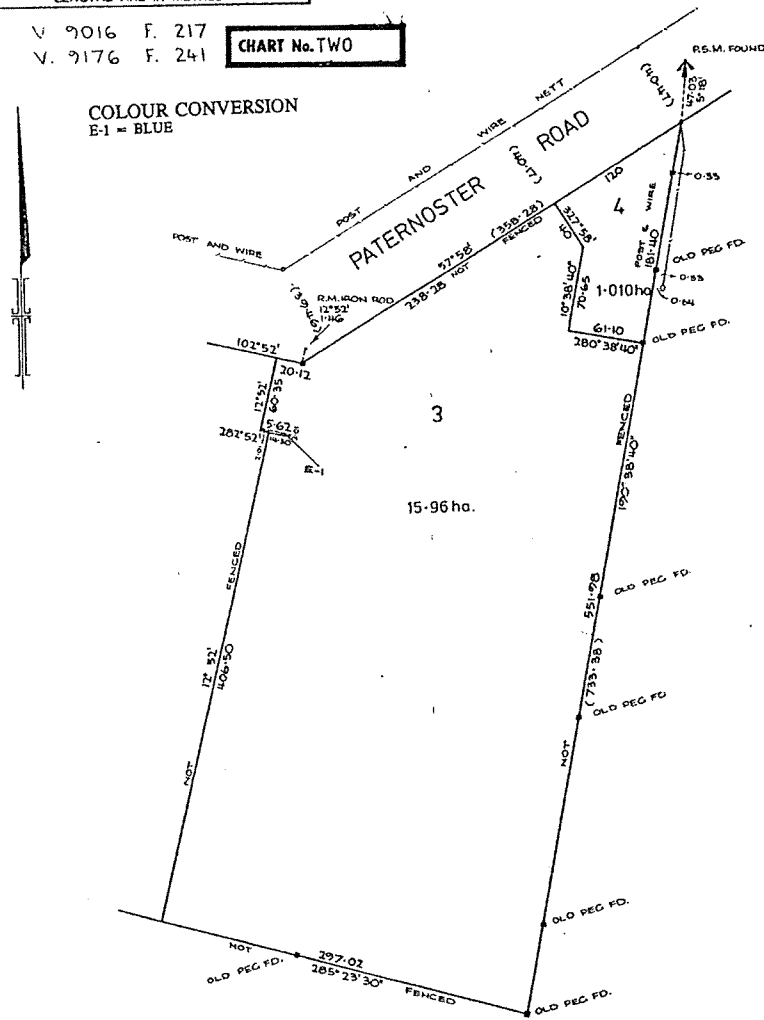 V 9016 F. 217
V. 9176 F. 241
CHART No. TWO
COLOUR CONVERSION
E-1 = BLUE
P.S.M. FOUND
47·03
5°18'
(40·47)
POST AND WIRE NETT
PATERNOSTER ROAD
(40·17)
POST AND WIRE
(39·46)
R.M. IRON ROD
12°52'
1·116
57°58'
(358·28)
238·28
NOT FENCED
120
4
327°58'
40
10°38'40"
70·65
1·010ha
POST & WIRE
181·40
0·33
OLD PEG FD.
0·53
0·64
61·10
280°38'40"
OLD PEG FD.
102°52'
20·12
12°52'
60·35
5·62
282°52'
E-1
3
15·96ha.
FENCED
190°38'40"
551·98
OLD PEG FD.
(733·38)
OLD PEG FD
NOT
FENCED
12° 52'
406·50
NOT
OLD PEG FD.
NOT
297·02
285°23'30"
FENCED
OLD PEG FD.
OLD PEG FD.